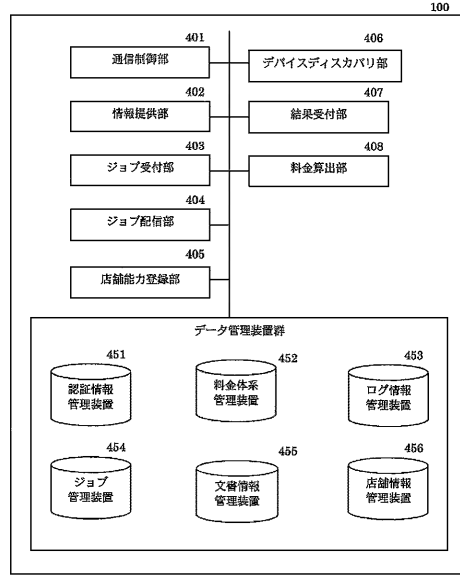 100
401
通信制御部
406
デバイスディスカバリ部
402
情報提供部
407
結果受付部
403
ジョブ受付部
408
料金算出部
404
ジョブ配信部
405
店舗能力登録部
データ管理装置群
451
認証情報
管理装置
452
料金体系
管理装置
453
ログ情報
管理装置
454
ジョブ
管理装置
455
文書情報
管理装置
456
店舗情報
管理装置